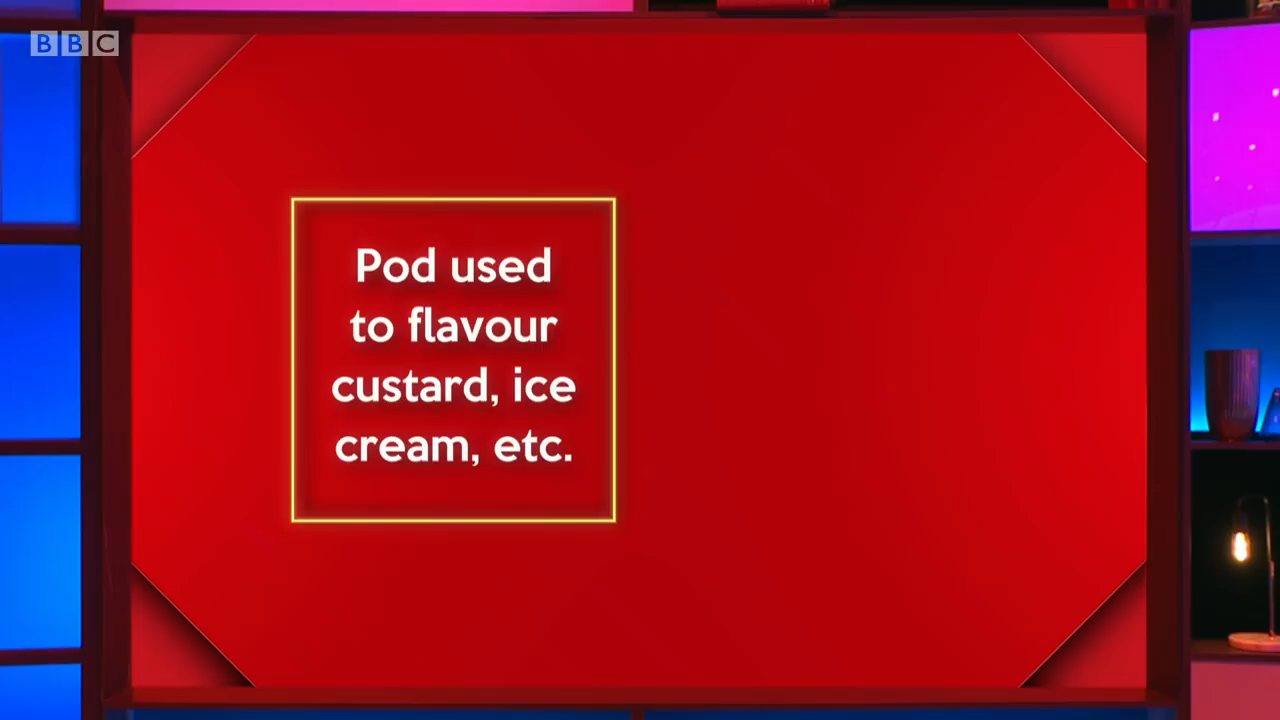 BBC
Pod used
to flavour
custard, ice
cream, etc.